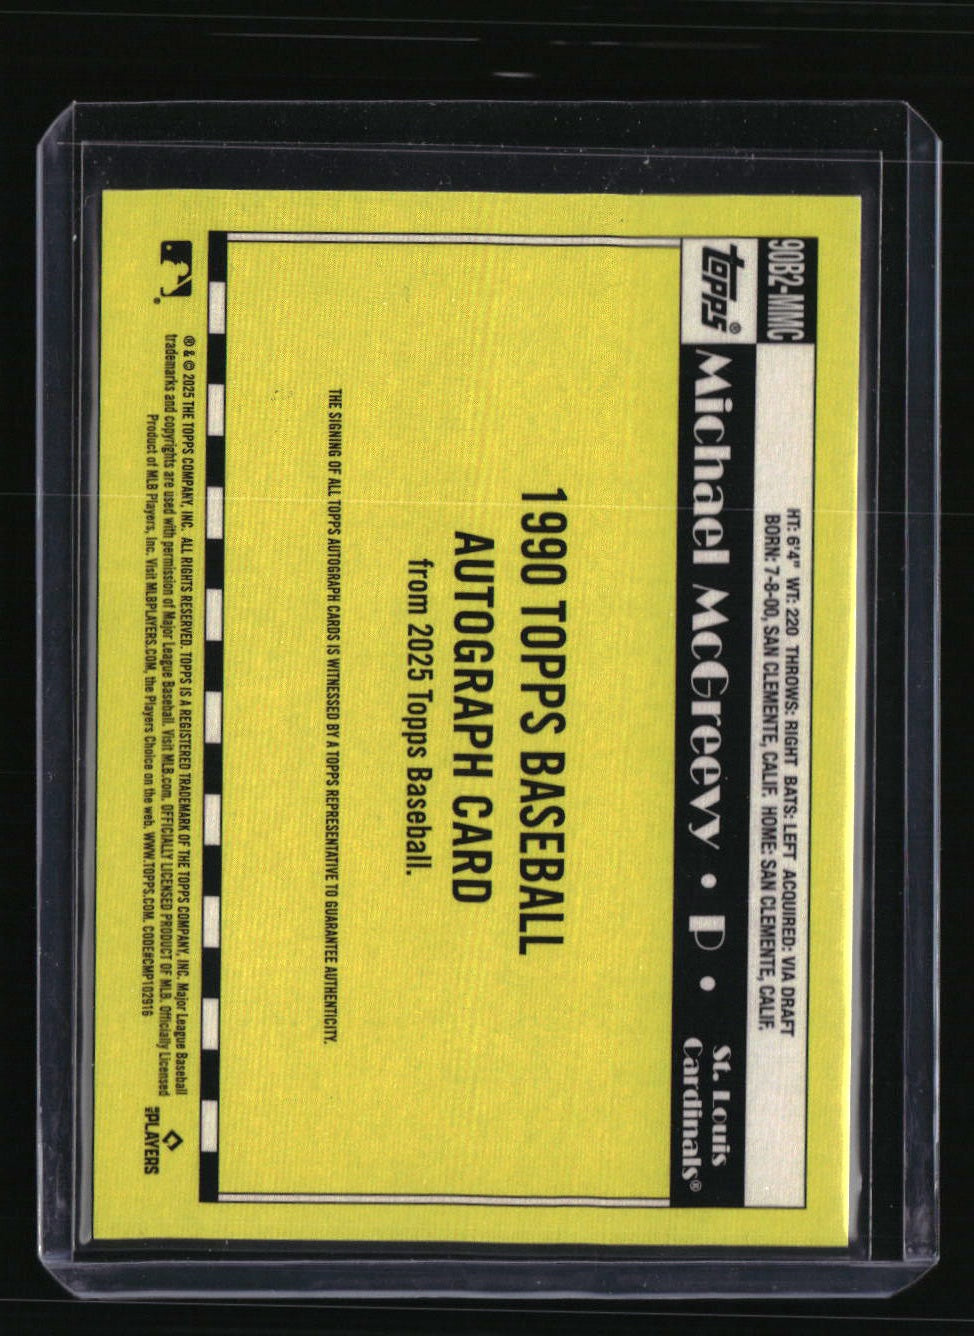 90B2-MMC
HT: 6'4" WT: 220 THROWS: RIGHT BATS: LEFT ACQUIRED: VIA DRAFT
BORN: 7-8-00, SAN CLEMENTE, CALIF. HOME: SAN CLEMENTE, CALIF.
topps®
Michael McGreevy • P •
St. Louis
Cardinals®
1990 TOPPS BASEBALL
AUTOGRAPH CARD
from 2025 Topps Baseball.
THE SIGNING OF ALL TOPPS AUTOGRAPH CARDS IS WITNESSED BY A TOPPS REPRESENTATIVE TO GUARANTEE AUTHENTICITY.
® & © 2025 THE TOPPS COMPANY, INC. ALL RIGHTS RESERVED. TOPPS IS A REGISTERED TRADEMARK OF THE TOPPS COMPANY, INC. Major League Baseball
trademarks and copyrights are used with permission of Major League Baseball. Visit MLB.com. OFFICIALLY LICENSED PRODUCT OF MLB. Officially Licensed
Product of MLB Players, Inc. Visit MLBPLAYERS.COM, the Players Choice on the web. WWW.TOPPS.COM. CODE#CMP102916
MLB PLAYERS